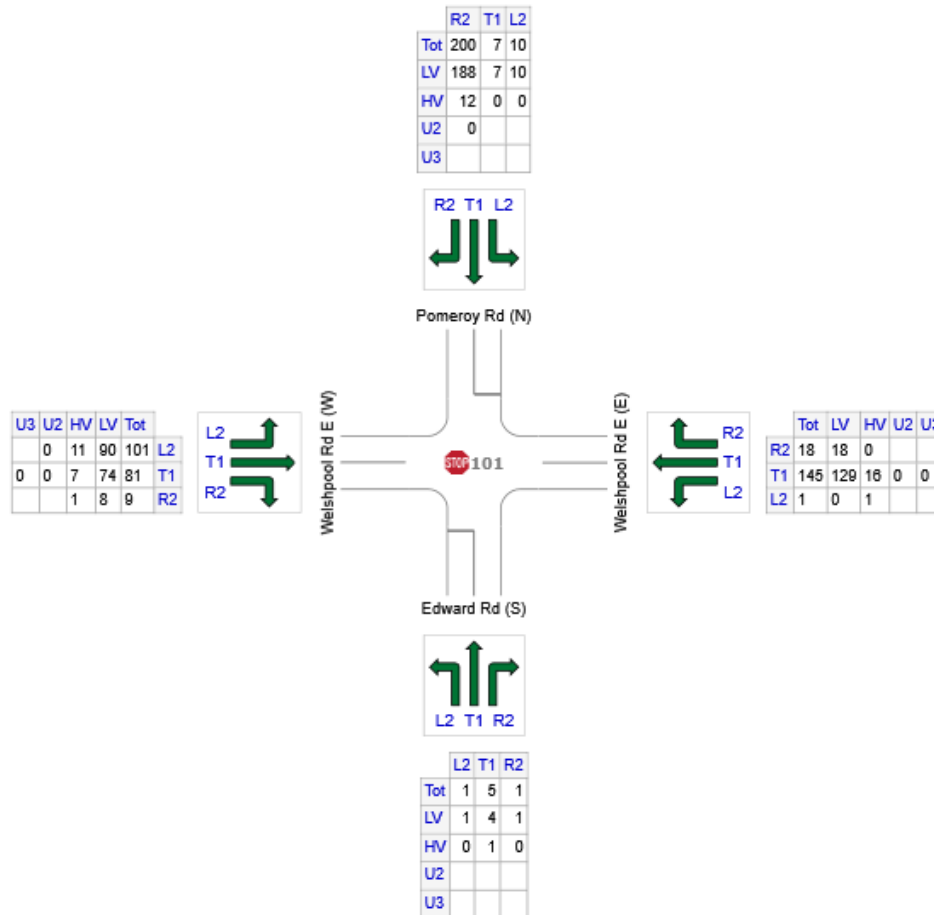 R2 T1 L2
Tot 200 7 10
LV 188 7 10
HV 12 0 0
U2 0
U3
R2 T1 L2
Pomeroy Rd (N)
U3 U2 HV LV Tot
0 11 90 101 L2
0 0 7 74 81 T1
1 8 9 R2
L2
T1
R2
Welshpool Rd E (W)
STOP 101
Welshpool Rd E (E)
R2
T1
L2
Tot LV HV U2 U3
R2 18 18 0
T1 145 129 16 0 0
L2 1 0 1
Edward Rd (S)
L2 T1 R2
L2 T1 R2
Tot 1 5 1
LV 1 4 1
HV 0 1 0
U2
U3